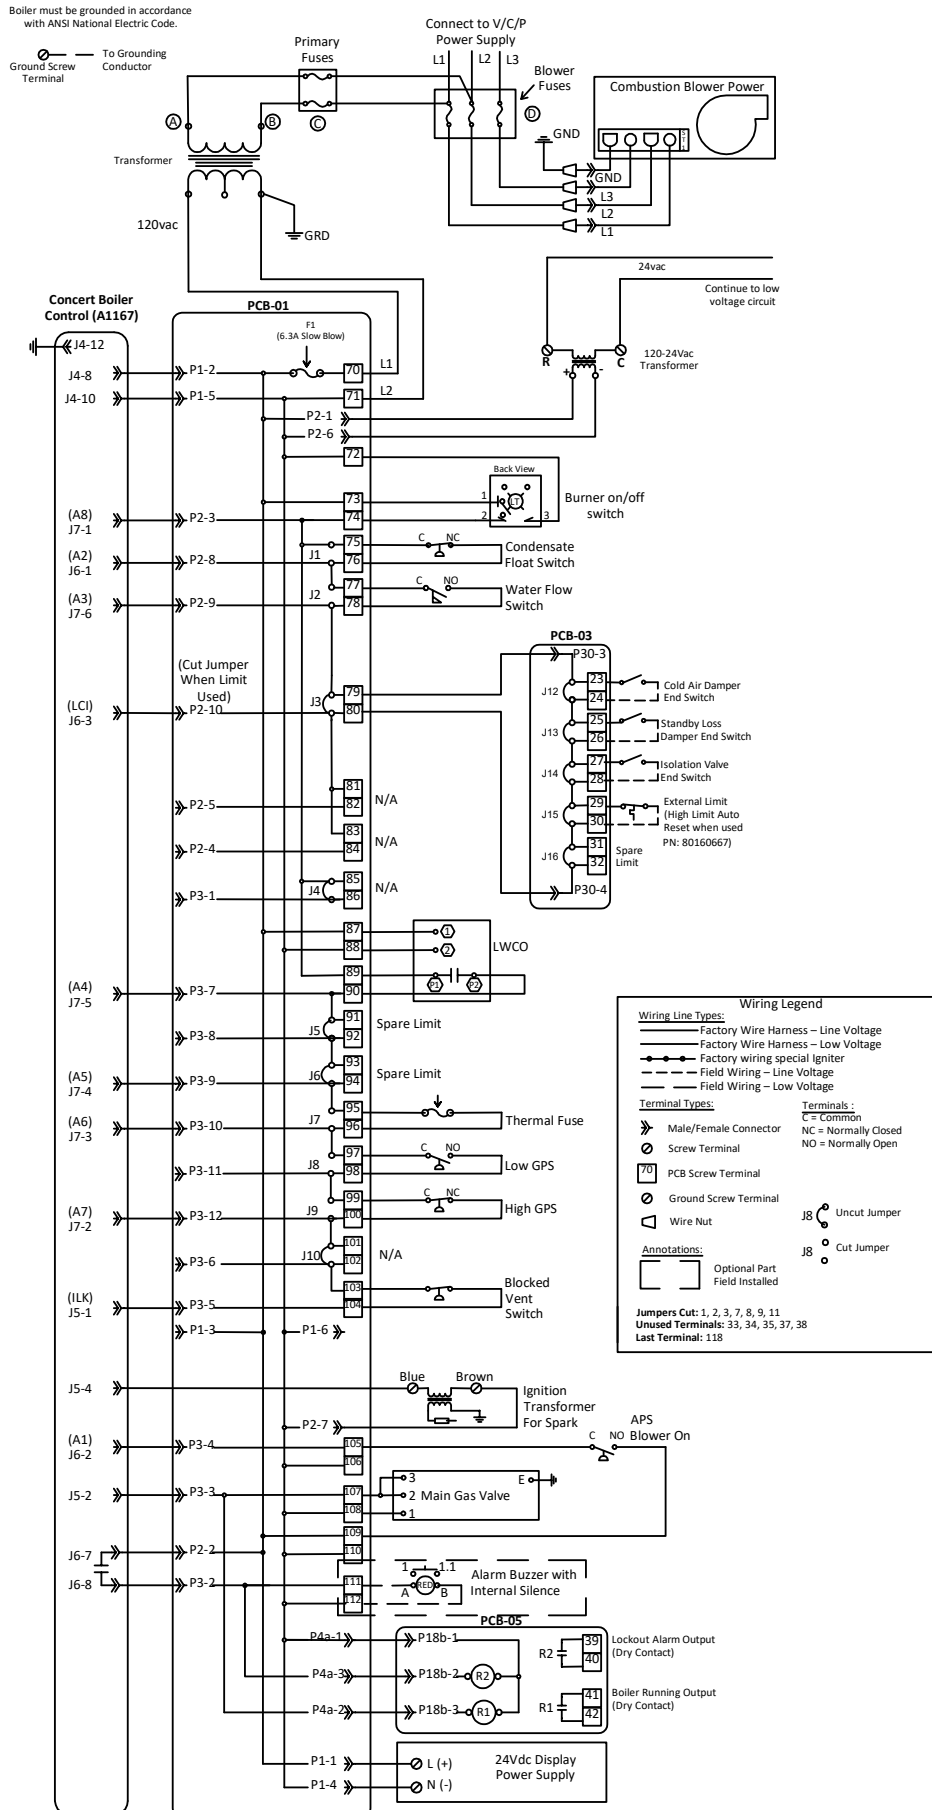 Boiler must be grounded in accordance
with ANSI National Electric Code.
Ground Screw
Terminal
To Grounding
Conductor
Primary
Fuses
Connect to V/C/P
Power Supply
L1
L2
L3
Blower
Fuses
Combustion Blower Power
A
B
C
D
GND
Transformer
GND
L3
L2
L1
120vac
GRD
24vac
Continue to low
voltage circuit
R
C
+
-
120-24Vac
Transformer
Concert Boiler
Control (A1167)
PCB-01
F1
(6.3A Slow Blow)
J4-12
J4-8
P1-2
70
L1
J4-10
P1-5
71
L2
P2-1
P2-6
72
Back View
73
1
LT
Burner on/off
switch
(A8)
J7-1
P2-3
74
2
3
75
C
NC
Condensate
Float Switch
(A2)
J6-1
P2-8
J1
76
77
C
NO
Water Flow
Switch
(A3)
J7-6
P2-9
J2
78
PCB-03
P30-3
(Cut Jumper
When Limit
Used)
(LCI)
J6-3
P2-10
J3
79
80
J12
23
24
Cold Air Damper
End Switch
J13
25
26
Standby Loss
Damper End Switch
J14
27
28
Isolation Valve
End Switch
J15
29
30
External Limit
(High Limit Auto
Reset when used
PN: 80160667)
J16
31
32
Spare
Limit
P30-4
81
P2-5
82
N/A
83
P2-4
84
N/A
85
P3-1
J4
86
N/A
87
1
88
2
LWCO
89
P1
P2
(A4)
J7-5
P3-7
90
91
Spare Limit
P3-8
J5
92
93
Spare Limit
(A5)
J7-4
P3-9
J6
94
95
(A6)
J7-3
P3-10
J7
96
Thermal Fuse
97
C
NO
P3-11
J8
98
Low GPS
99
C
NC
(A7)
J7-2
P3-12
J9
100
High GPS
101
P3-6
J10
102
N/A
103
(ILK)
J5-1
P3-5
104
Blocked
Vent
Switch
P1-3
P1-6
Wiring Legend
Wiring Line Types:
Factory Wire Harness – Line Voltage
Factory Wire Harness – Low Voltage
Factory wiring special Igniter
Field Wiring – Line Voltage
Field Wiring – Low Voltage
Terminal Types:
Male/Female Connector
Screw Terminal
70
PCB Screw Terminal
Ground Screw Terminal
Wire Nut
Terminals :
C = Common
NC = Normally Closed
NO = Normally Open
J8
Uncut Jumper
J8
Cut Jumper
Annotations:
Optional Part
Field Installed
Jumpers Cut: 1, 2, 3, 7, 8, 9, 11
Unused Terminals: 33, 34, 35, 37, 38
Last Terminal: 118
J5-4
Blue
Brown
Ignition
Transformer
For Spark
P2-7
(A1)
J6-2
P3-4
105
106
C
NO
APS
Blower On
J5-2
P3-3
107
108
3
2
1
Main Gas Valve
E
109
J6-7
P2-2
110
J6-8
P3-2
111
112
1
1.1
A
RED
B
Alarm Buzzer with
Internal Silence
PCB-05
P4a-1
P18b-1
P4a-3
P18b-2
R2
P4a-2
P18b-3
R1
R2
39
40
Lockout Alarm Output
(Dry Contact)
R1
41
42
Boiler Running Output
(Dry Contact)
P1-1
L (+)
P1-4
N (-)
24Vdc Display
Power Supply